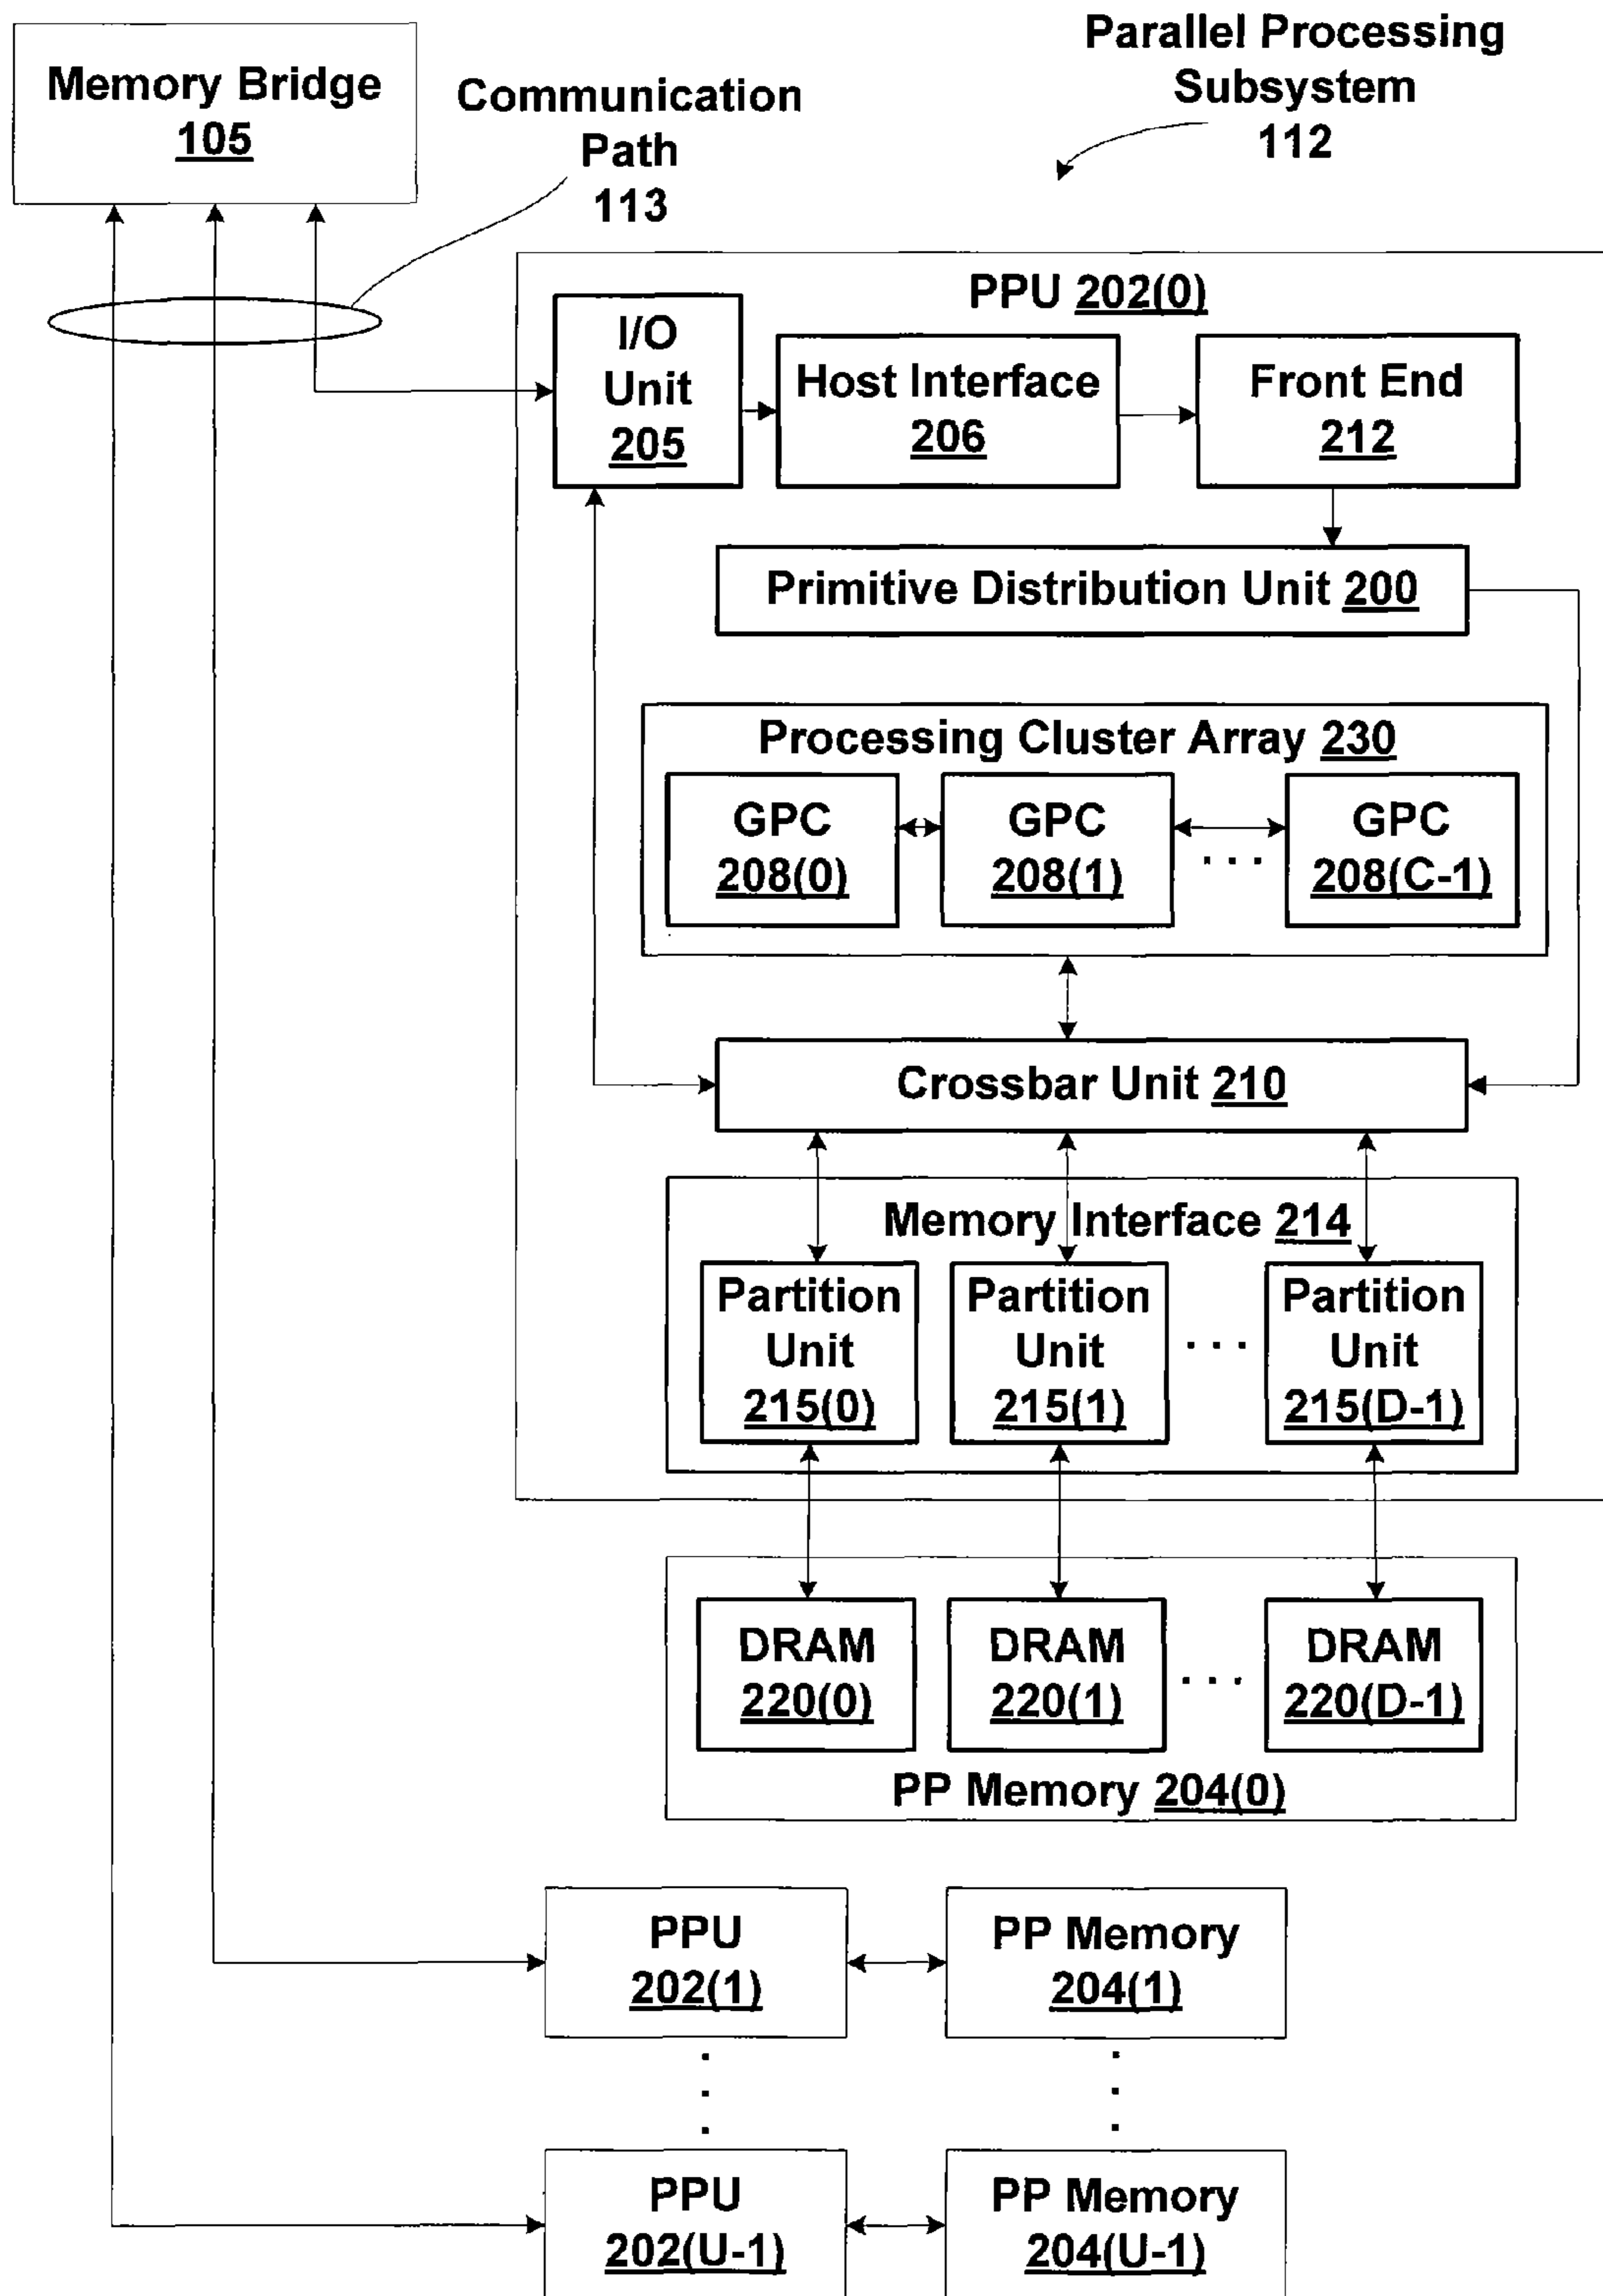 Parallel Processing
Subsystem
112
Memory Bridge
105
Communication
Path
113
PPU 202(0)
I/O
Unit
205
Host Interface
206
Front End
212
Primitive Distribution Unit 200
Processing Cluster Array 230
GPC
208(0)
GPC
208(1)
. . .
GPC
208(C-1)
Crossbar Unit 210
Memory Interface 214
Partition
Unit
215(0)
Partition
Unit
215(1)
. . .
Partition
Unit
215(D-1)
DRAM
220(0)
DRAM
220(1)
. . .
DRAM
220(D-1)
PP Memory 204(0)
PPU
202(1)
PP Memory
204(1)
PPU
202(U-1)
PP Memory
204(U-1)